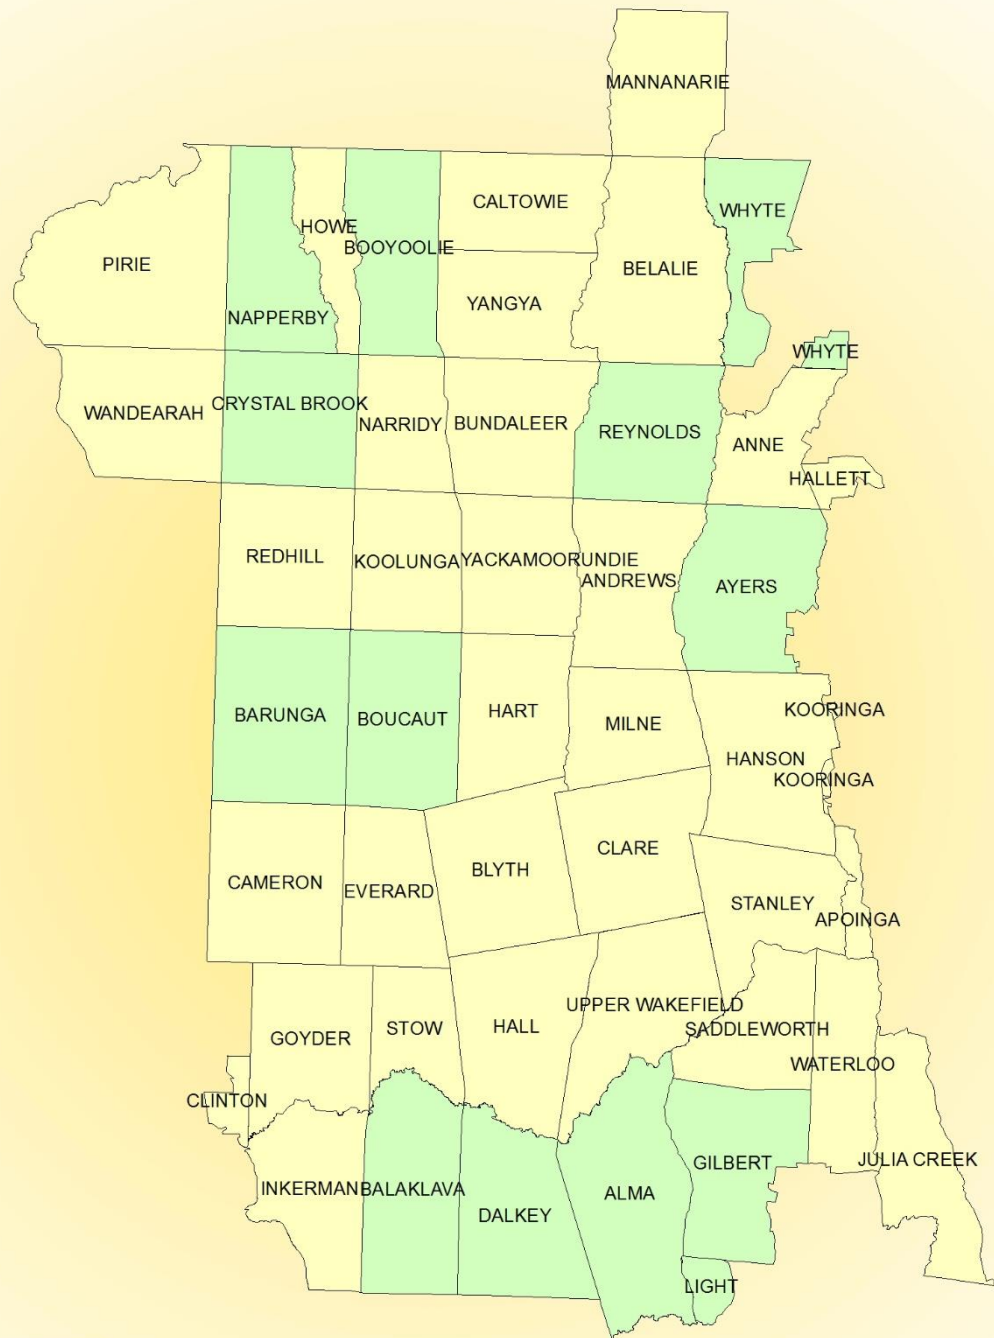 MANNANARIE
CALTOWIE
WHYTE
HOWE
BOOYOOLIE
PIRIE
BELALIE
YANGYA
NAPPERBY
WHYTE
CRYSTAL BROOK
WANDEARAH
NARRIDY
BUNDALEER
REYNOLDS
ANNE
HALLETT
REDHILL
KOOLUNGA
YACKAMOORUNDIE
ANDREWS
AYERS
BARUNGA
BOUCAUT
HART
MILNE
KOORINGA
HANSON
KOORINGA
CLARE
BLYTH
CAMERON
EVERARD
STANLEY
APOINGA
UPPER WAKEFIELD
GOYDER
STOW
HALL
SADDLEWORTH
WATERLOO
CLINTON
JULIA CREEK
GILBERT
INKERMAN
BALAKLAVA
ALMA
DALKEY
LIGHT